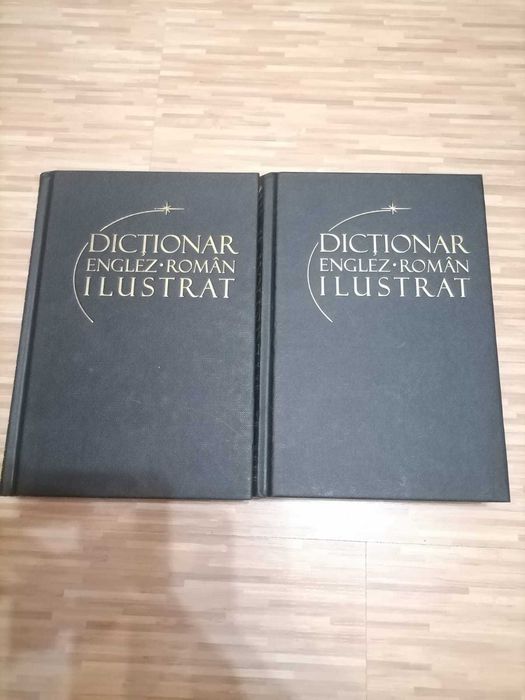 DICȚIONAR
ENGLEZ·ROMÂN
ILUSTRAT
DICȚIONAR
ENGLEZ·ROMÂN
ILUSTRAT